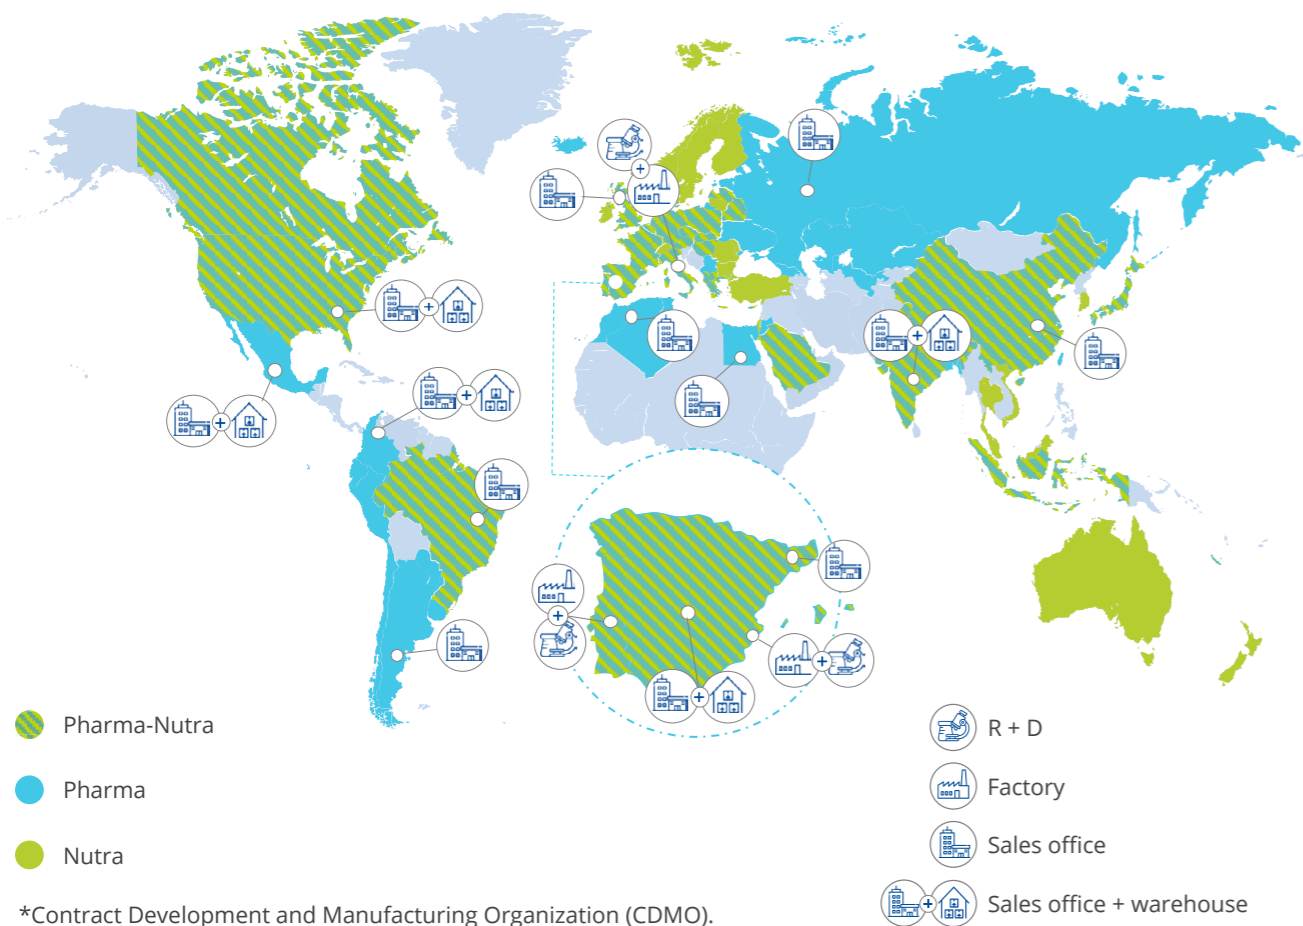 Pharma-Nutra
Pharma
Nutra
*Contract Development and Manufacturing Organization (CDMO).
R + D
Factory
Sales office
Sales office + warehouse